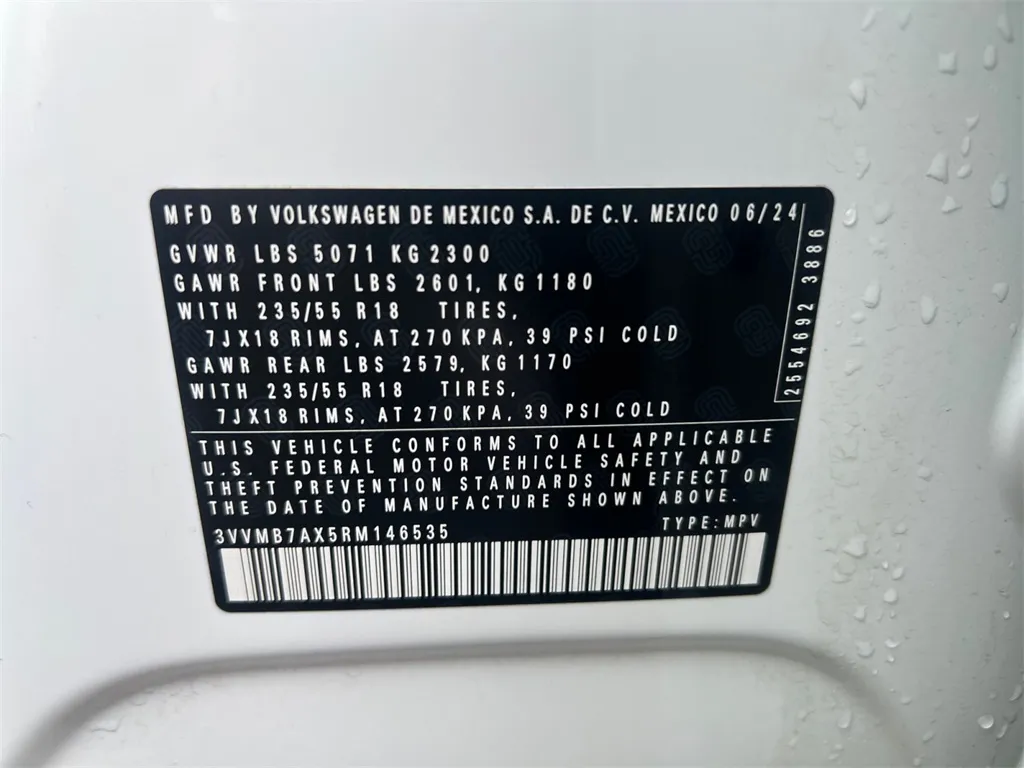 MFD BY VOLKSWAGEN DE MEXICO S.A. DE C.V. MEXICO 06/24
GVWR LBS 5071 KG 2300
GAWR FRONT LBS 2601, KG 1180
WITH 235/55 R18 TIRES,
7JX18 RIMS, AT 270 KPA, 39 PSI COLD
GAWR REAR LBS 2579, KG 1170
WITH 235/55 R18 TIRES,
7JX18 RIMS, AT 270 KPA, 39 PSI COLD
2554692 3886
THIS VEHICLE CONFORMS TO ALL APPLICABLE
U.S. FEDERAL MOTOR VEHICLE SAFETY AND
THEFT PREVENTION STANDARDS IN EFFECT ON
THE DATE OF MANUFACTURE SHOWN ABOVE.
3VVMB7AX5RM146535 TYPE: MPV